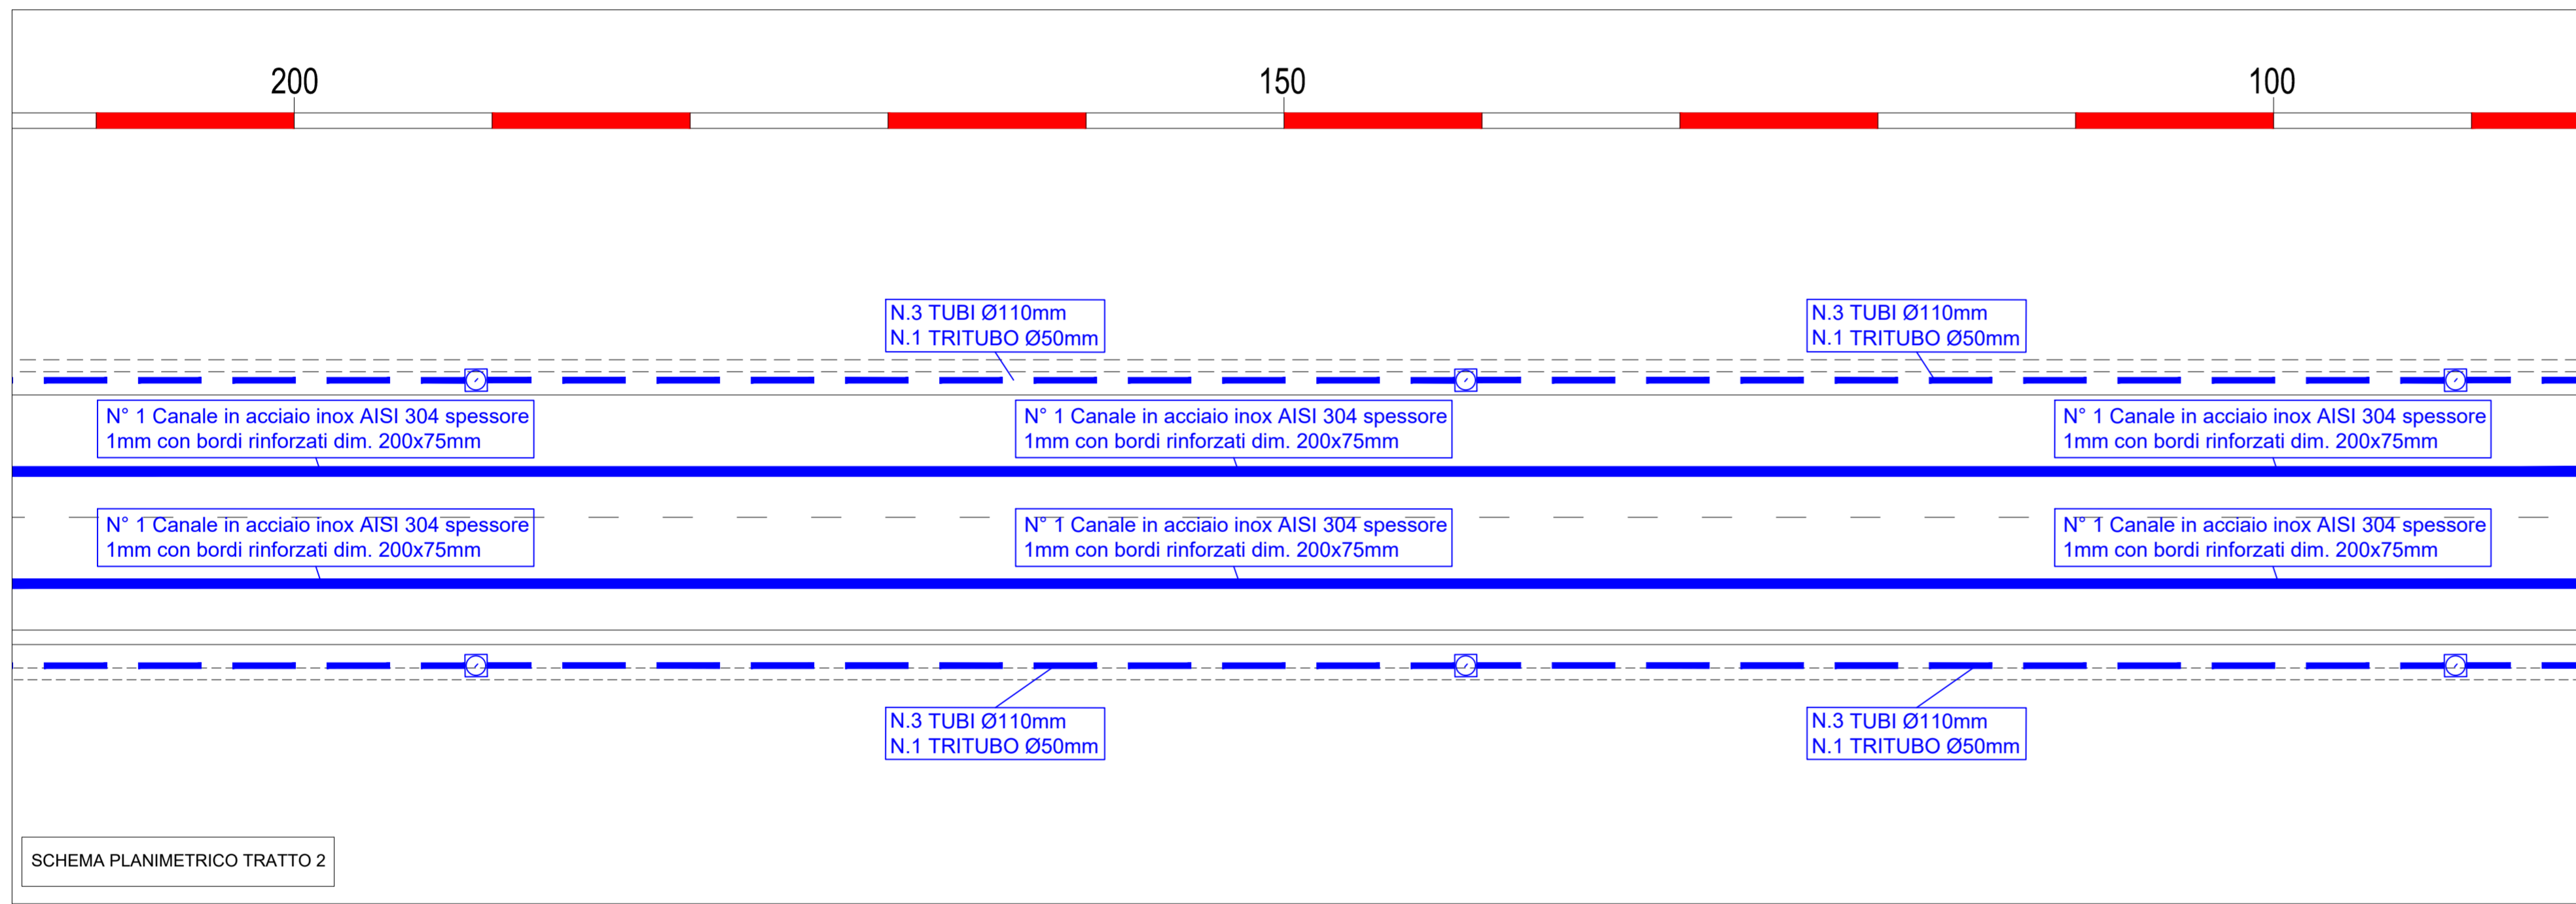 200
150
100
N.3 TUBI Ø110mm
N.1 TRITUBO Ø50mm
N.3 TUBI Ø110mm
N.1 TRITUBO Ø50mm
N° 1 Canale in acciaio inox AISI 304 spessore
1mm con bordi rinforzati dim. 200x75mm
N° 1 Canale in acciaio inox AISI 304 spessore
1mm con bordi rinforzati dim. 200x75mm
N° 1 Canale in acciaio inox AISI 304 spessore
1mm con bordi rinforzati dim. 200x75mm
N° 1 Canale in acciaio inox AISI 304 spessore
1mm con bordi rinforzati dim. 200x75mm
N° 1 Canale in acciaio inox AISI 304 spessore
1mm con bordi rinforzati dim. 200x75mm
N° 1 Canale in acciaio inox AISI 304 spessore
1mm con bordi rinforzati dim. 200x75mm
N.3 TUBI Ø110mm
N.1 TRITUBO Ø50mm
N.3 TUBI Ø110mm
N.1 TRITUBO Ø50mm
SCHEMA PLANIMETRICO TRATTO 2